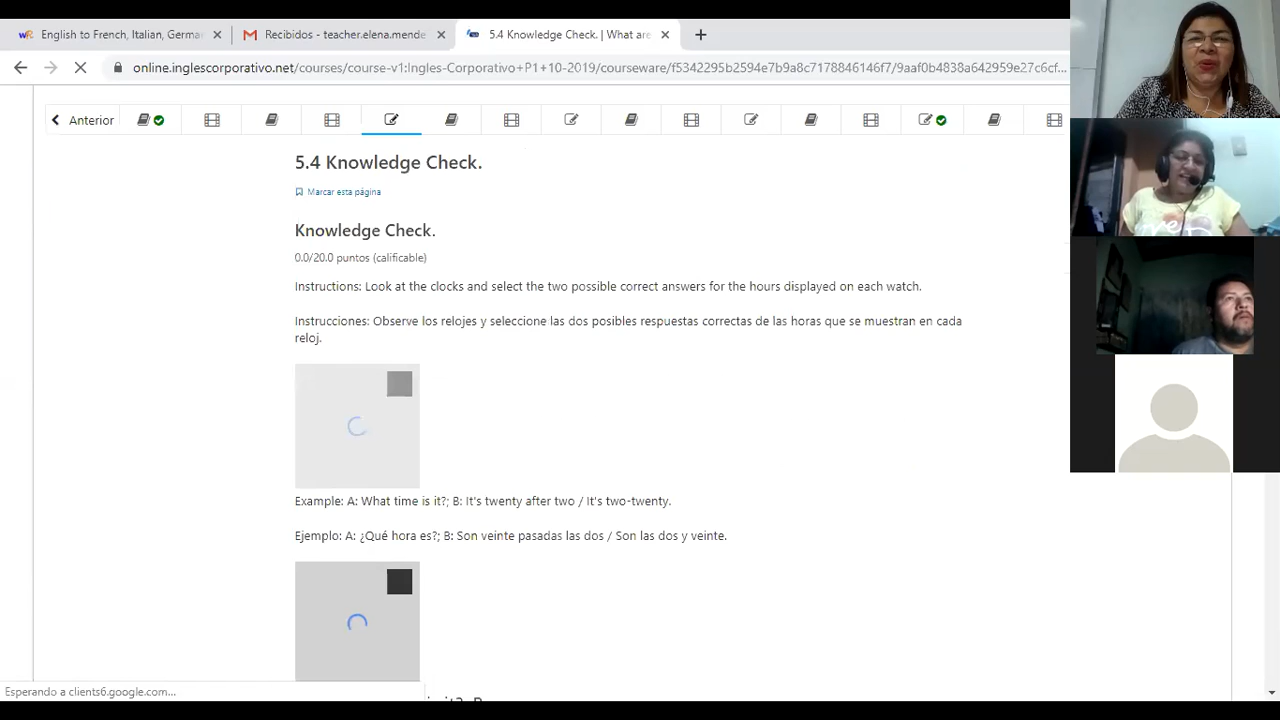 English to French, Italian, Germa
Recibidos - teacher.elena.mende
5.4 Knowledge Check. | What are
online.inglescorporativo.net/courses/course-v1:Ingles-Corporativo+P1+10-2019/courseware/f5342295b2594e7b9a8c7178846146f7/9aaf0b4838a642959e27c6cf...
Anterior
5.4 Knowledge Check.
Marcar esta página
Knowledge Check.
0.0/20.0 puntos (calificable)
Instructions: Look at the clocks and select the two possible correct answers for the hours displayed on each watch.
Instrucciones: Observe los relojes y seleccione las dos posibles respuestas correctas de las horas que se muestran en cada
reloj.
Example: A: What time is it?; B: It's twenty after two / It's two-twenty.
Ejemplo: A: ¿Qué hora es?; B: Son veinte pasadas las dos / Son las dos y veinte.
Esperando a clients6.google.com...